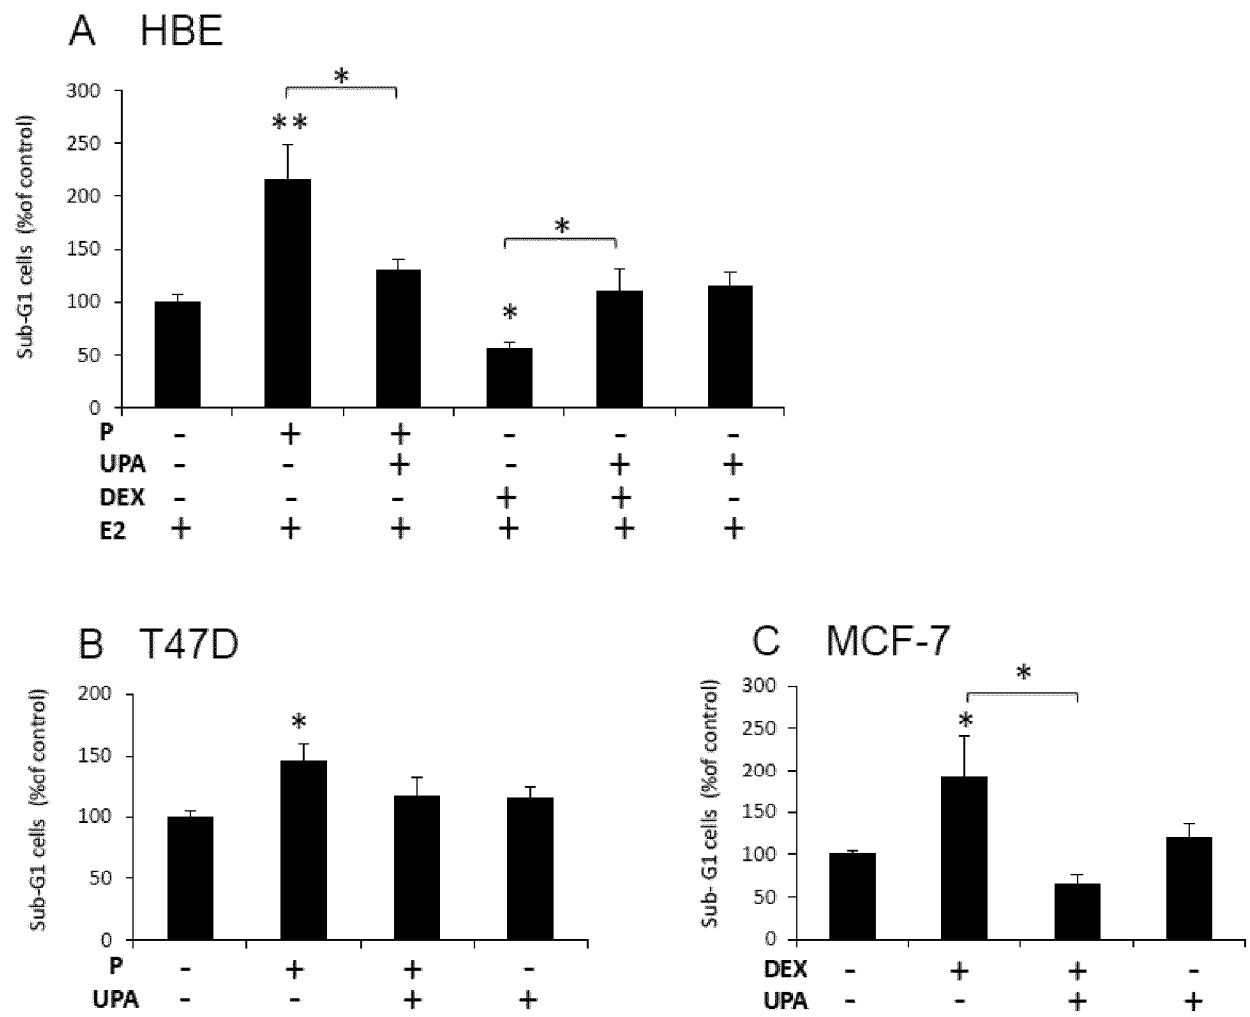 A HBE
Sub-G1 cells (%of control)
300
250
200
150
100
50
0
*
**
*
*
P - + + - - -
UPA - - + - + +
DEX - - - + + -
E2 + + + + + +
B T47D
Sub-G1 cells (%of control)
200
150
100
50
0
*
P - + + -
UPA - - + +
C MCF-7
Sub- G1 cells (%of control)
300
250
200
150
100
50
0
*
*
DEX - + + -
UPA - - + +